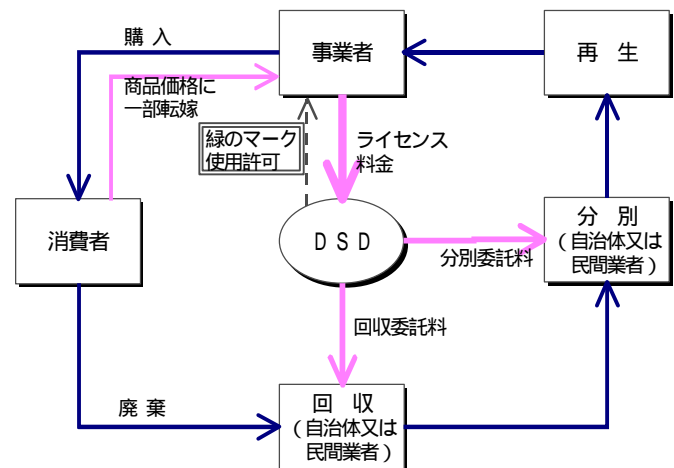 購 入
事業者
再 生
商品価格に
一部転嫁
緑のマーク
使用許可
ライセンス
料金
消費者
ＤＳＤ
分 別
（自治体又は
民間業者）
分別委託料
回収委託料
廃 棄
回 収
（自治体又は
民間業者）